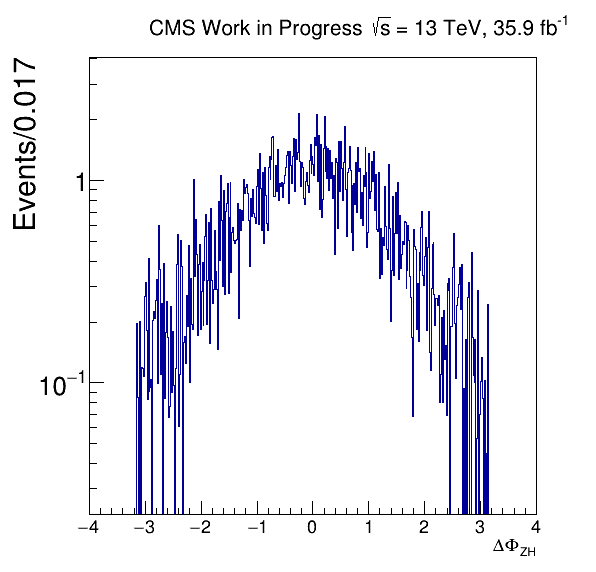 CMS Work in Progress √s = 13 TeV, 35.9 fb⁻¹
Events/0.017
1
10⁻¹
−4 −3 −2 −1 0 1 2 3 4
ΔΦ_ZH